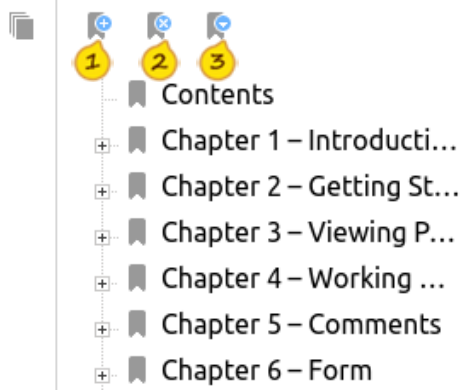 1 2 3
Contents
Chapter 1 – Introducti...
Chapter 2 – Getting St...
Chapter 3 – Viewing P...
Chapter 4 – Working ...
Chapter 5 – Comments
Chapter 6 – Form